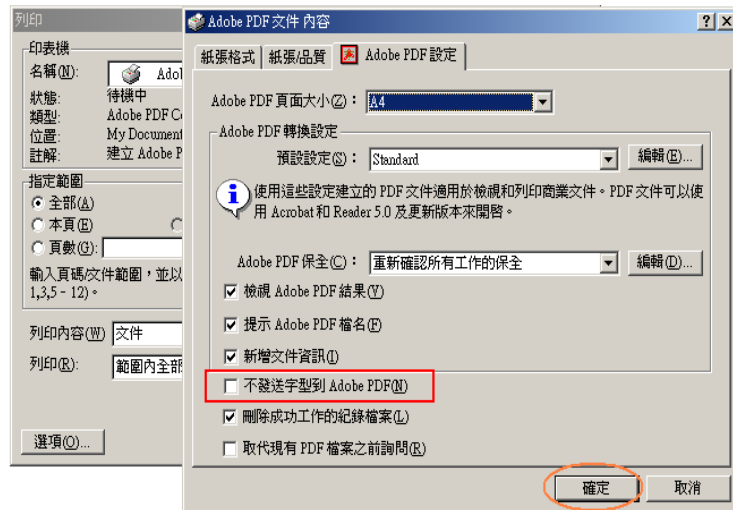 列印
印表機
名稱(N):
Adol
狀態:
待機中
類型:
Adobe PDF C
位置:
My Document
註解:
建立 Adobe P
指定範圍
全部(A)
本頁(E)
頁數(G):
輸入頁碼/文件範圍,並以
1,3,5 - 12)。
列印內容(W)
文件
列印(R):
範圍內全部
選項(O)...
Adobe PDF 文件 內容
紙張格式
紙張/品質
Adobe PDF 設定
Adobe PDF 頁面大小(Z):
A4
Adobe PDF 轉換設定
預設設定(S):
Standard
編輯(E)...
使用這些設定建立的 PDF 文件適用於檢視和列印商業文件。PDF 文件可以使
用 Acrobat 和 Reader 5.0 及更新版本來開啓。
Adobe PDF 保全(C):
重新確認所有工作的保全
編輯(D)...
檢視 Adobe PDF 結果(V)
提示 Adobe PDF 檔名(F)
新增文件資訊(I)
不發送字型到 Adobe PDF(N)
刪除成功工作的紀錄檔案(L)
取代現有 PDF 檔案之前詢問(R)
確定
取消